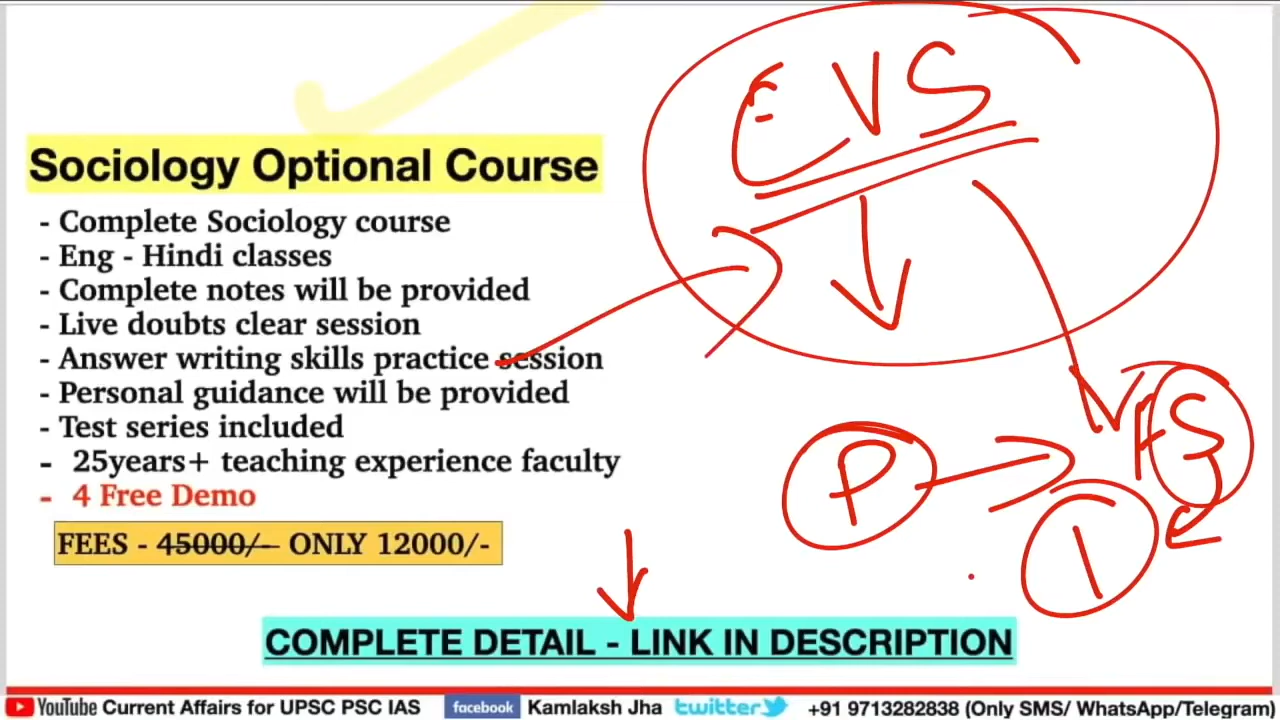 EVS
Sociology Optional Course
- Complete Sociology course
- Eng - Hindi classes
- Complete notes will be provided
- Live doubts clear session
- Answer writing skills practice session
- Personal guidance will be provided
- Test series included
- 25years+ teaching experience faculty
- 4 Free Demo
FEES - 45000/- ONLY 12000/-
P
1
COMPLETE DETAIL - LINK IN DESCRIPTION
YouTube Current Affairs for UPSC PSC IAS facebook Kamlaksh Jha twitter +91 9713282838 (Only SMS/ WhatsApp/Telegram)